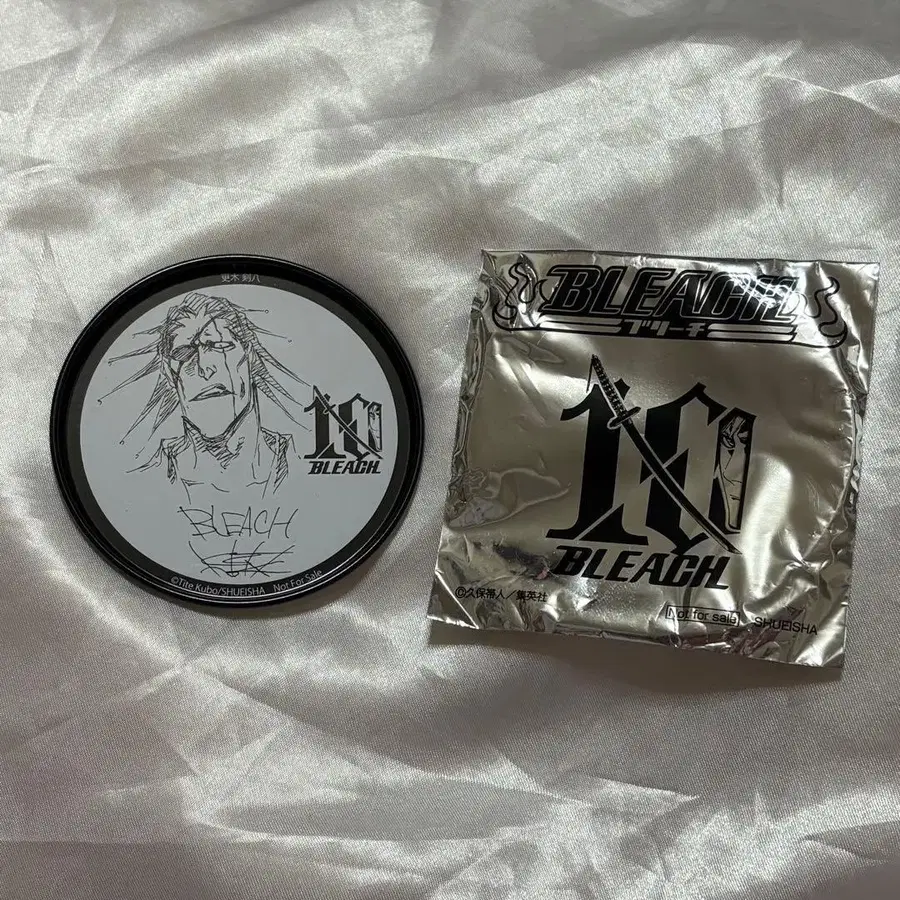 更木 剣八
10
BLEACH
BLEACH
©Tite Kubo/SHUEISHA Not For Sale
BLEACH
ブリーチ
10
BLEACH
©久保帯人/集英社
Not for sale
SHUEISHA